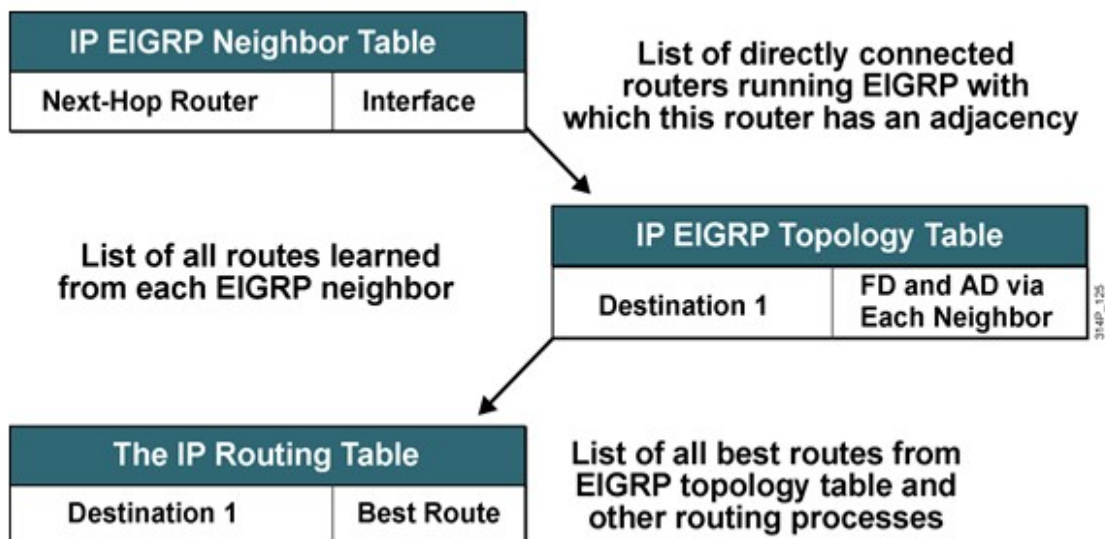 IP EIGRP Neighbor Table
Next-Hop Router
Interface
List of directly connected
routers running EIGRP with
which this router has an adjacency
List of all routes learned
from each EIGRP neighbor
IP EIGRP Topology Table
Destination 1
FD and AD via
Each Neighbor
314P_125
The IP Routing Table
Destination 1
Best Route
List of all best routes from
EIGRP topology table and
other routing processes